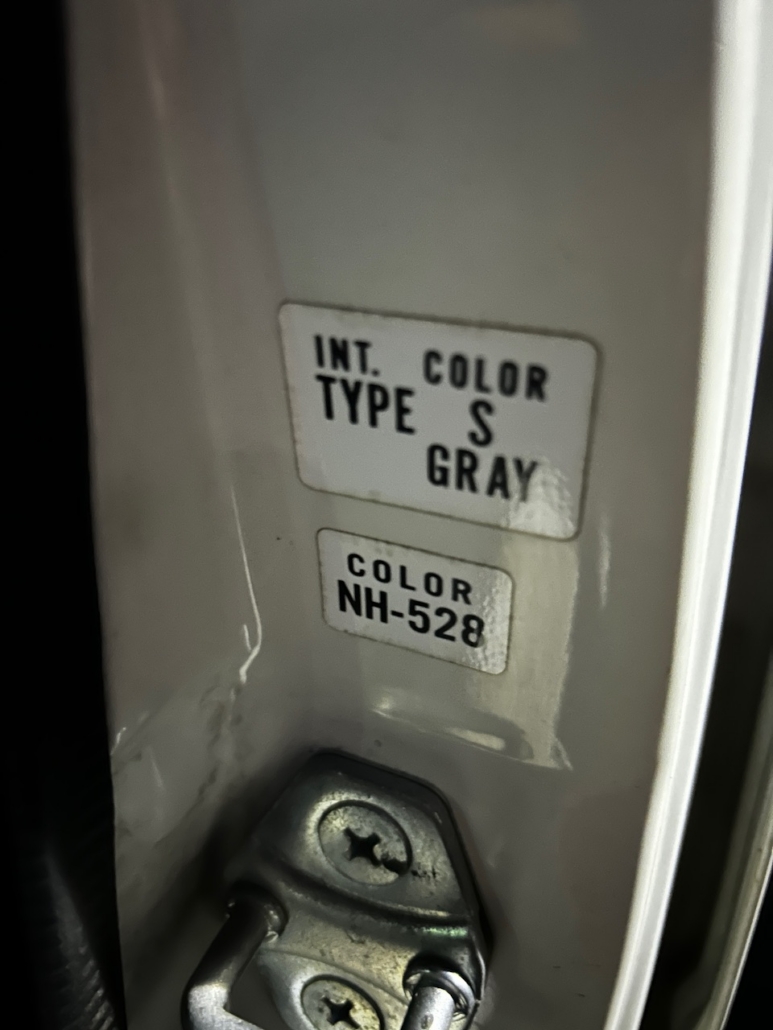 INT. COLOR
TYPE S
GRAY
COLOR
NH-528